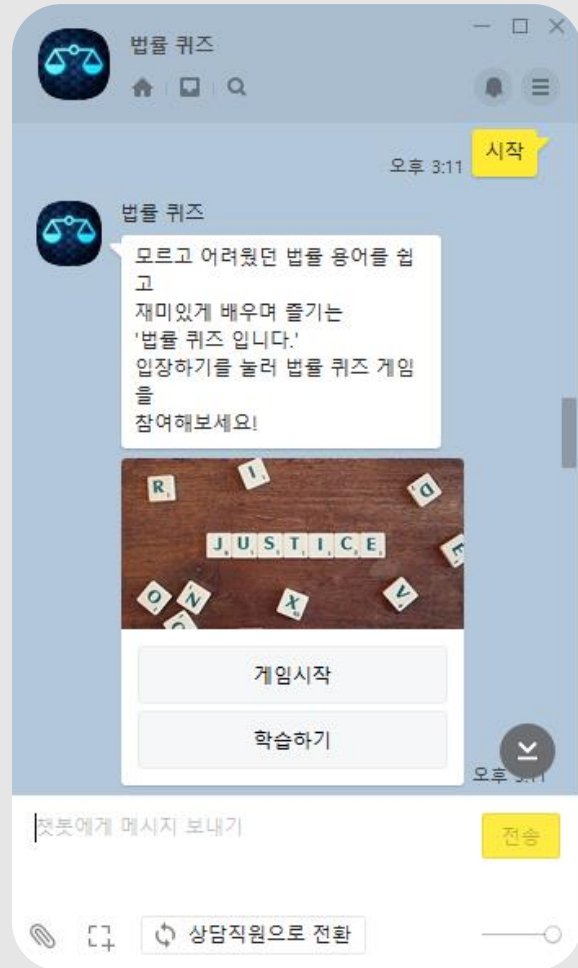 법률 퀴즈
시작
오후 3:11
법률 퀴즈
모르고 어려웠던 법률 용어를 쉽
고
재미있게 배우며 즐기는
'법률 퀴즈 입니다.'
입장하기를 눌러 법률 퀴즈 게임
을
참여해보세요!
R
I
D
J U S T I C E
E
O N
X
V
게임시작
학습하기
오후
챗봇에게 메시지 보내기
전송
상담직원으로 전환